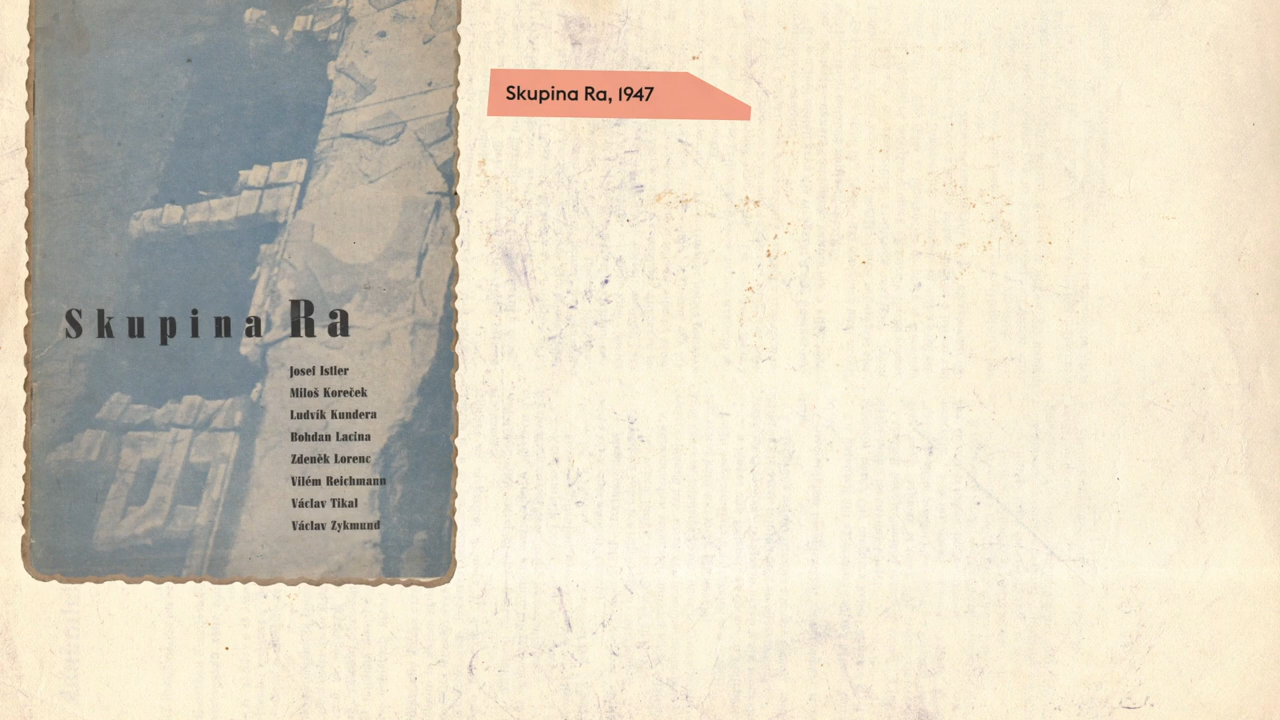 Skupina Ra, 1947
Skupina Ra
Josef Istler
Miloš Koreček
Ludvík Kundera
Bohdan Lacina
Zdeněk Lorenc
Vilém Reichmann
Václav Tikal
Václav Zykmund